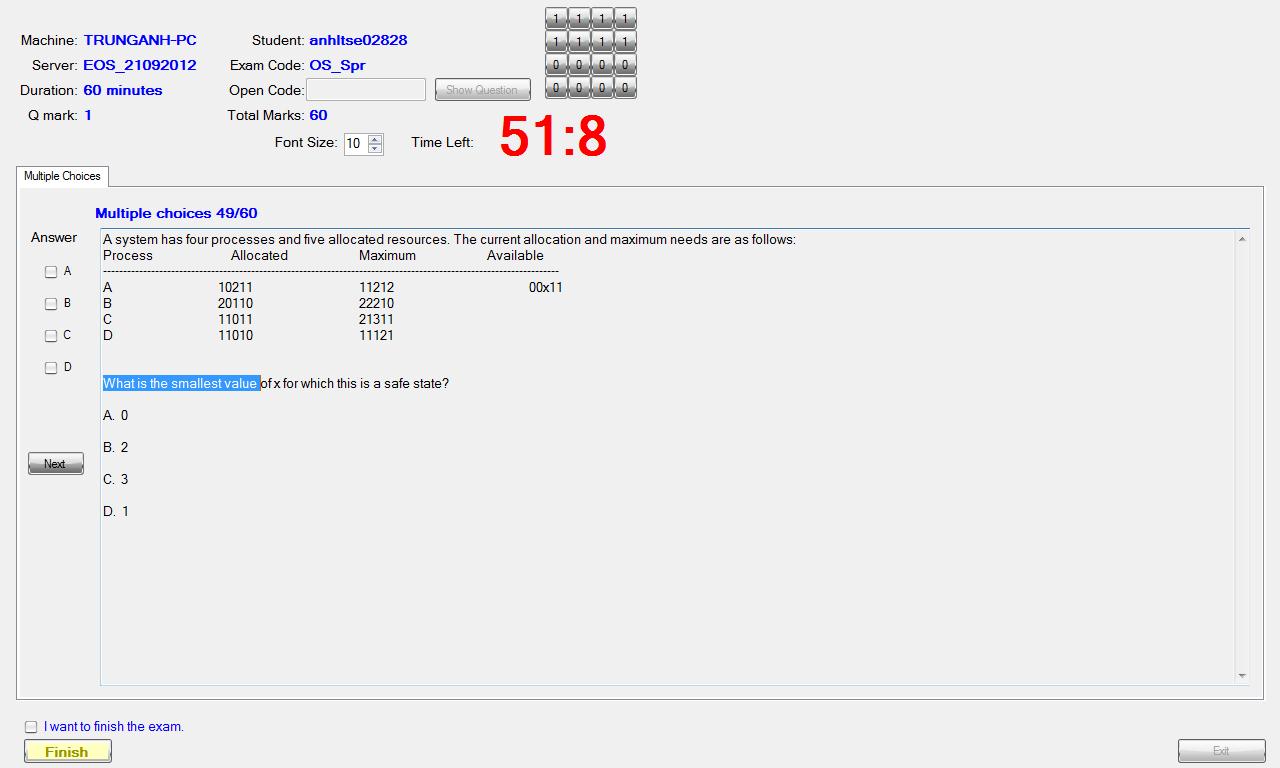 Machine: TRUNGANH-PC Student: anhltse02828
Server: EOS_21092012 Exam Code: OS_Spr
Duration: 60 minutes Open Code: Show Question
Q mark: 1 Total Marks: 60
Font Size: 10 Time Left: 51:8
1 1 1 1
1 1 1 1
0 0 0 0
0 0 0 0
Multiple Choices
Multiple choices 49/60
Answer
A
B
C
D
Next
A system has four processes and five allocated resources. The current allocation and maximum needs are as follows:
Process Allocated Maximum Available
------------------------------------------------------------------------------------------------------------------
A 10211 11212 00x11
B 20110 22210
C 11011 21311
D 11010 11121
What is the smallest value of x for which this is a safe state?
A. 0
B. 2
C. 3
D. 1
I want to finish the exam.
Finish Exit